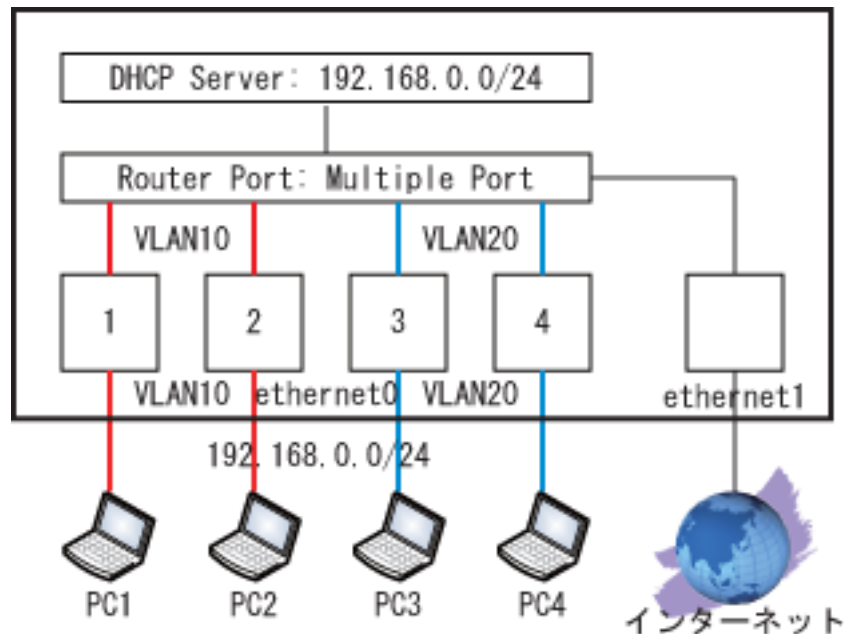 DHCP Server: 192.168.0.0/24
Router Port: Multiple Port
VLAN10 VLAN20
1 2 3 4
VLAN10 ethernet0 VLAN20 ethernet1
192.168.0.0/24
PC1 PC2 PC3 PC4 インターネット